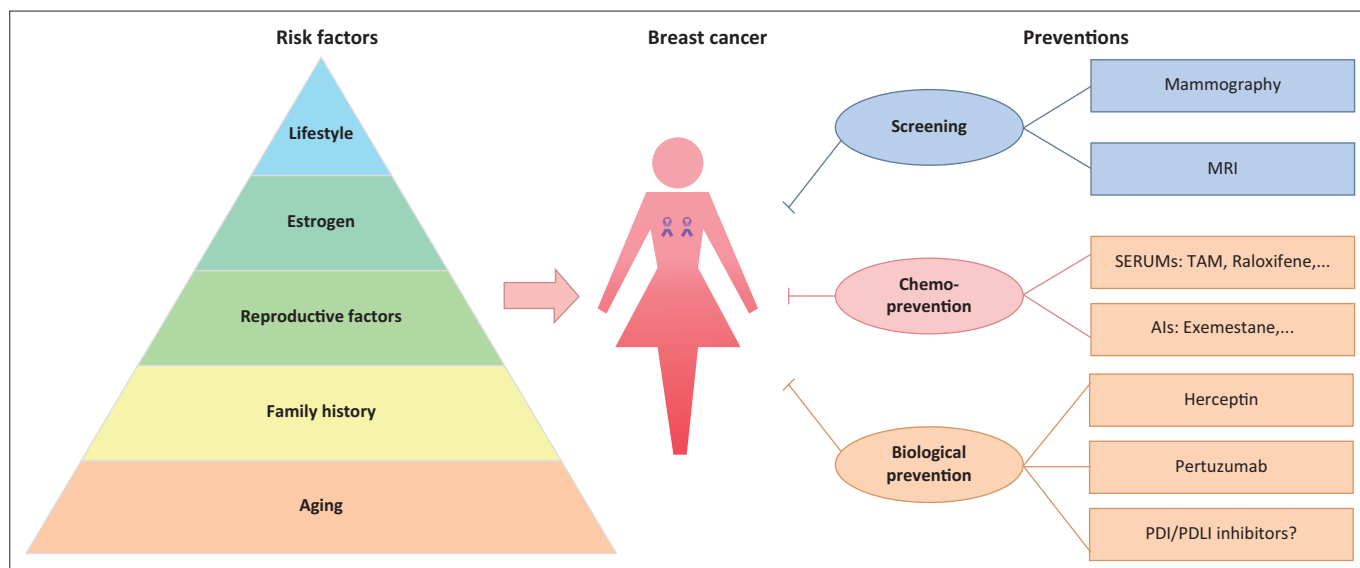 Risk factors
Breast cancer
Preventions
Lifestyle
Estrogen
Reproductive factors
Family history
Aging
Screening
Mammography
MRI
Chemo-
prevention
SERUMs: TAM, Raloxifene,...
AIs: Exemestane,...
Biological
prevention
Herceptin
Pertuzumab
PDI/PDLI inhibitors?